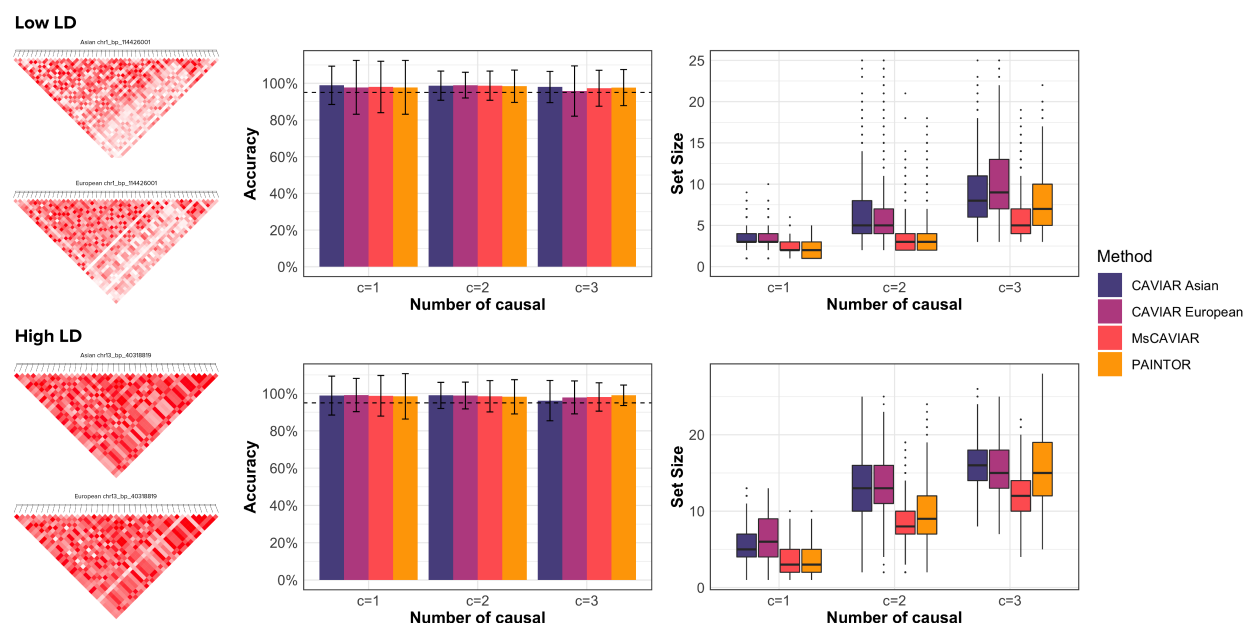 Low LD
Asian chr1_bp_114426001
European chr1_bp_114426001
Accuracy
100%
80%
60%
40%
20%
0%
c=1
c=2
c=3
Number of causal
Set Size
25
20
15
10
5
0
c=1
c=2
c=3
Number of causal
Method
CAVIAR Asian
CAVIAR European
MsCAVIAR
PAINTOR
High LD
Asian chr13_bp_40318819
European chr13_bp_40318819
Accuracy
100%
80%
60%
40%
20%
0%
c=1
c=2
c=3
Number of causal
Set Size
20
10
0
c=1
c=2
c=3
Number of causal